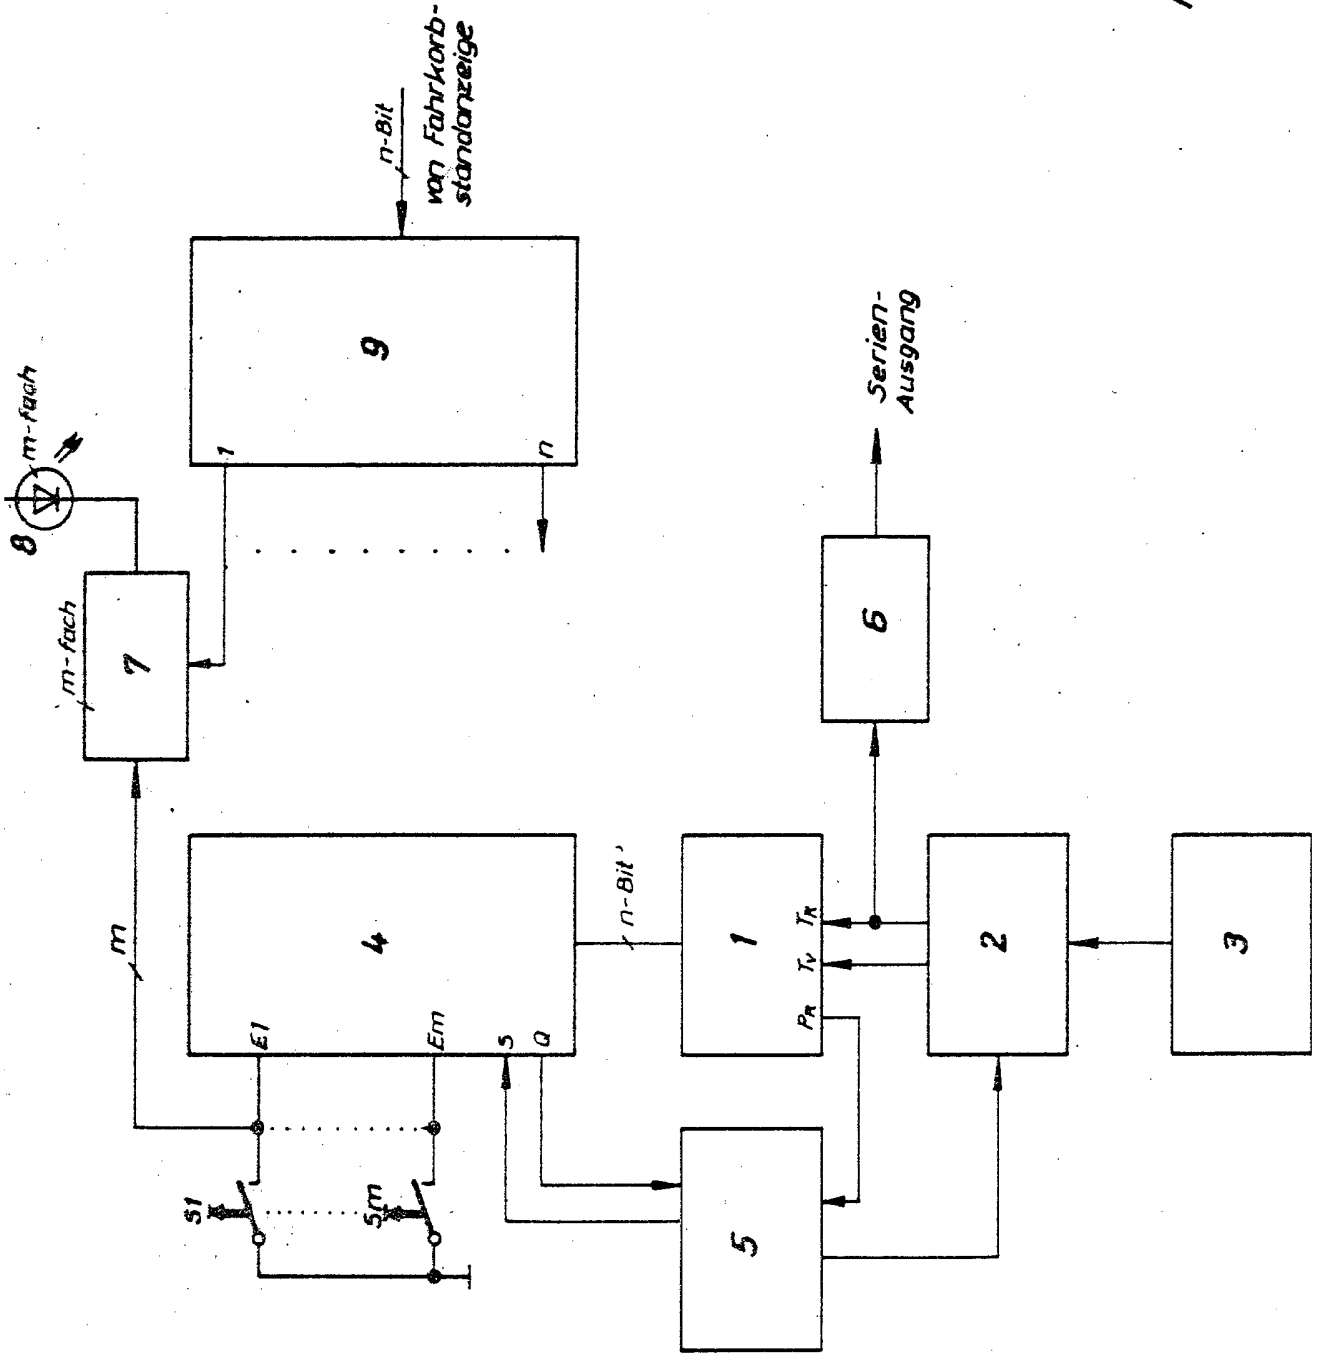 8
m-fach
m-fach
7
m
9
1
n
n-Bit
von Fahrkorb-
standanzeige
S1
Sm
E1
Em
S
Q
4
n-Bit'
5
1
PR
TV
TR
6
Serien-
Ausgang
2
3